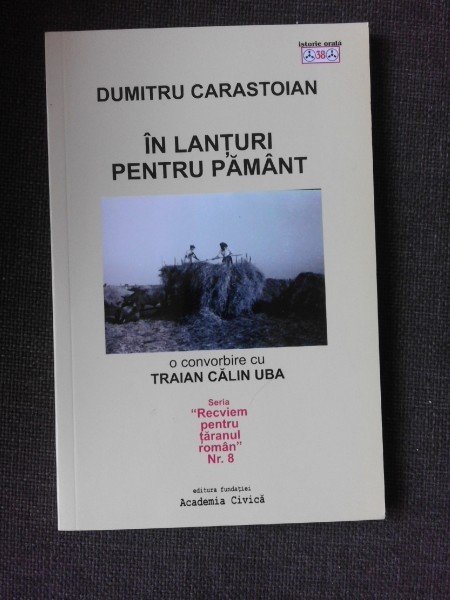 istorie orala
38
DUMITRU CARASTOIAN
ÎN LANȚURI
PENTRU PĂMÂNT
o convorbire cu
TRAIAN CĂLIN UBA
Seria
“Recviem
pentru
țăranul
român”
Nr. 8
editura fundației
Academia Civică